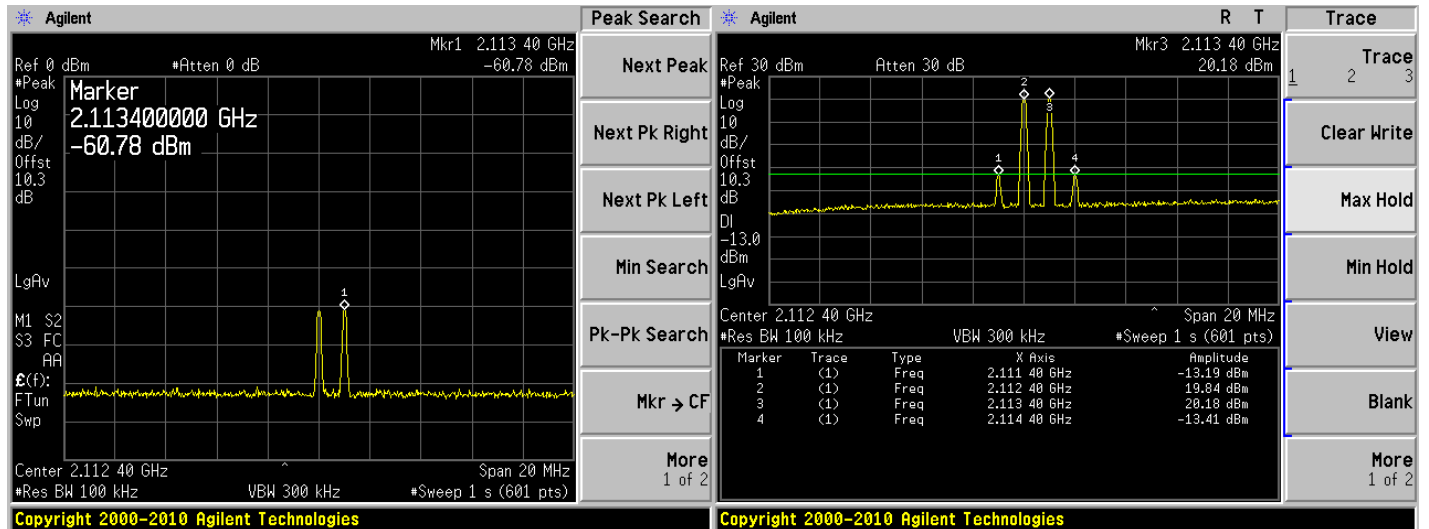 Agilent
Peak Search
Mkr1 2.113 40 GHz
Ref 0 dBm #Atten 0 dB -60.78 dBm
#Peak
Log
10
dB/
Offst
10.3
dB
Marker
2.113400000 GHz
-60.78 dBm
1
LgAv
M1 S2
S3 FC
AA
£(f):
FTun
Swp
Center 2.112 40 GHz ^ Span 20 MHz
#Res BW 100 kHz VBW 300 kHz #Sweep 1 s (601 pts)
Next Peak
Next Pk Right
Next Pk Left
Min Search
Pk-Pk Search
Mkr → CF
More
1 of 2
Copyright 2000-2010 Agilent Technologies
Agilent R T
Trace
Mkr3 2.113 40 GHz
Ref 30 dBm Atten 30 dB 20.18 dBm
#Peak
Log
10
dB/
Offst
10.3
dB
DI
-13.0
dBm
LgAv
2
3
1
4
Center 2.112 40 GHz ^ Span 20 MHz
#Res BW 100 kHz VBW 300 kHz #Sweep 1 s (601 pts)
Marker Trace Type X Axis Amplitude
1 (1) Freq 2.111 40 GHz -13.19 dBm
2 (1) Freq 2.112 40 GHz 19.84 dBm
3 (1) Freq 2.113 40 GHz 20.18 dBm
4 (1) Freq 2.114 40 GHz -13.41 dBm
Trace
1 2 3
Clear Write
Max Hold
Min Hold
View
Blank
More
1 of 2
Copyright 2000-2010 Agilent Technologies